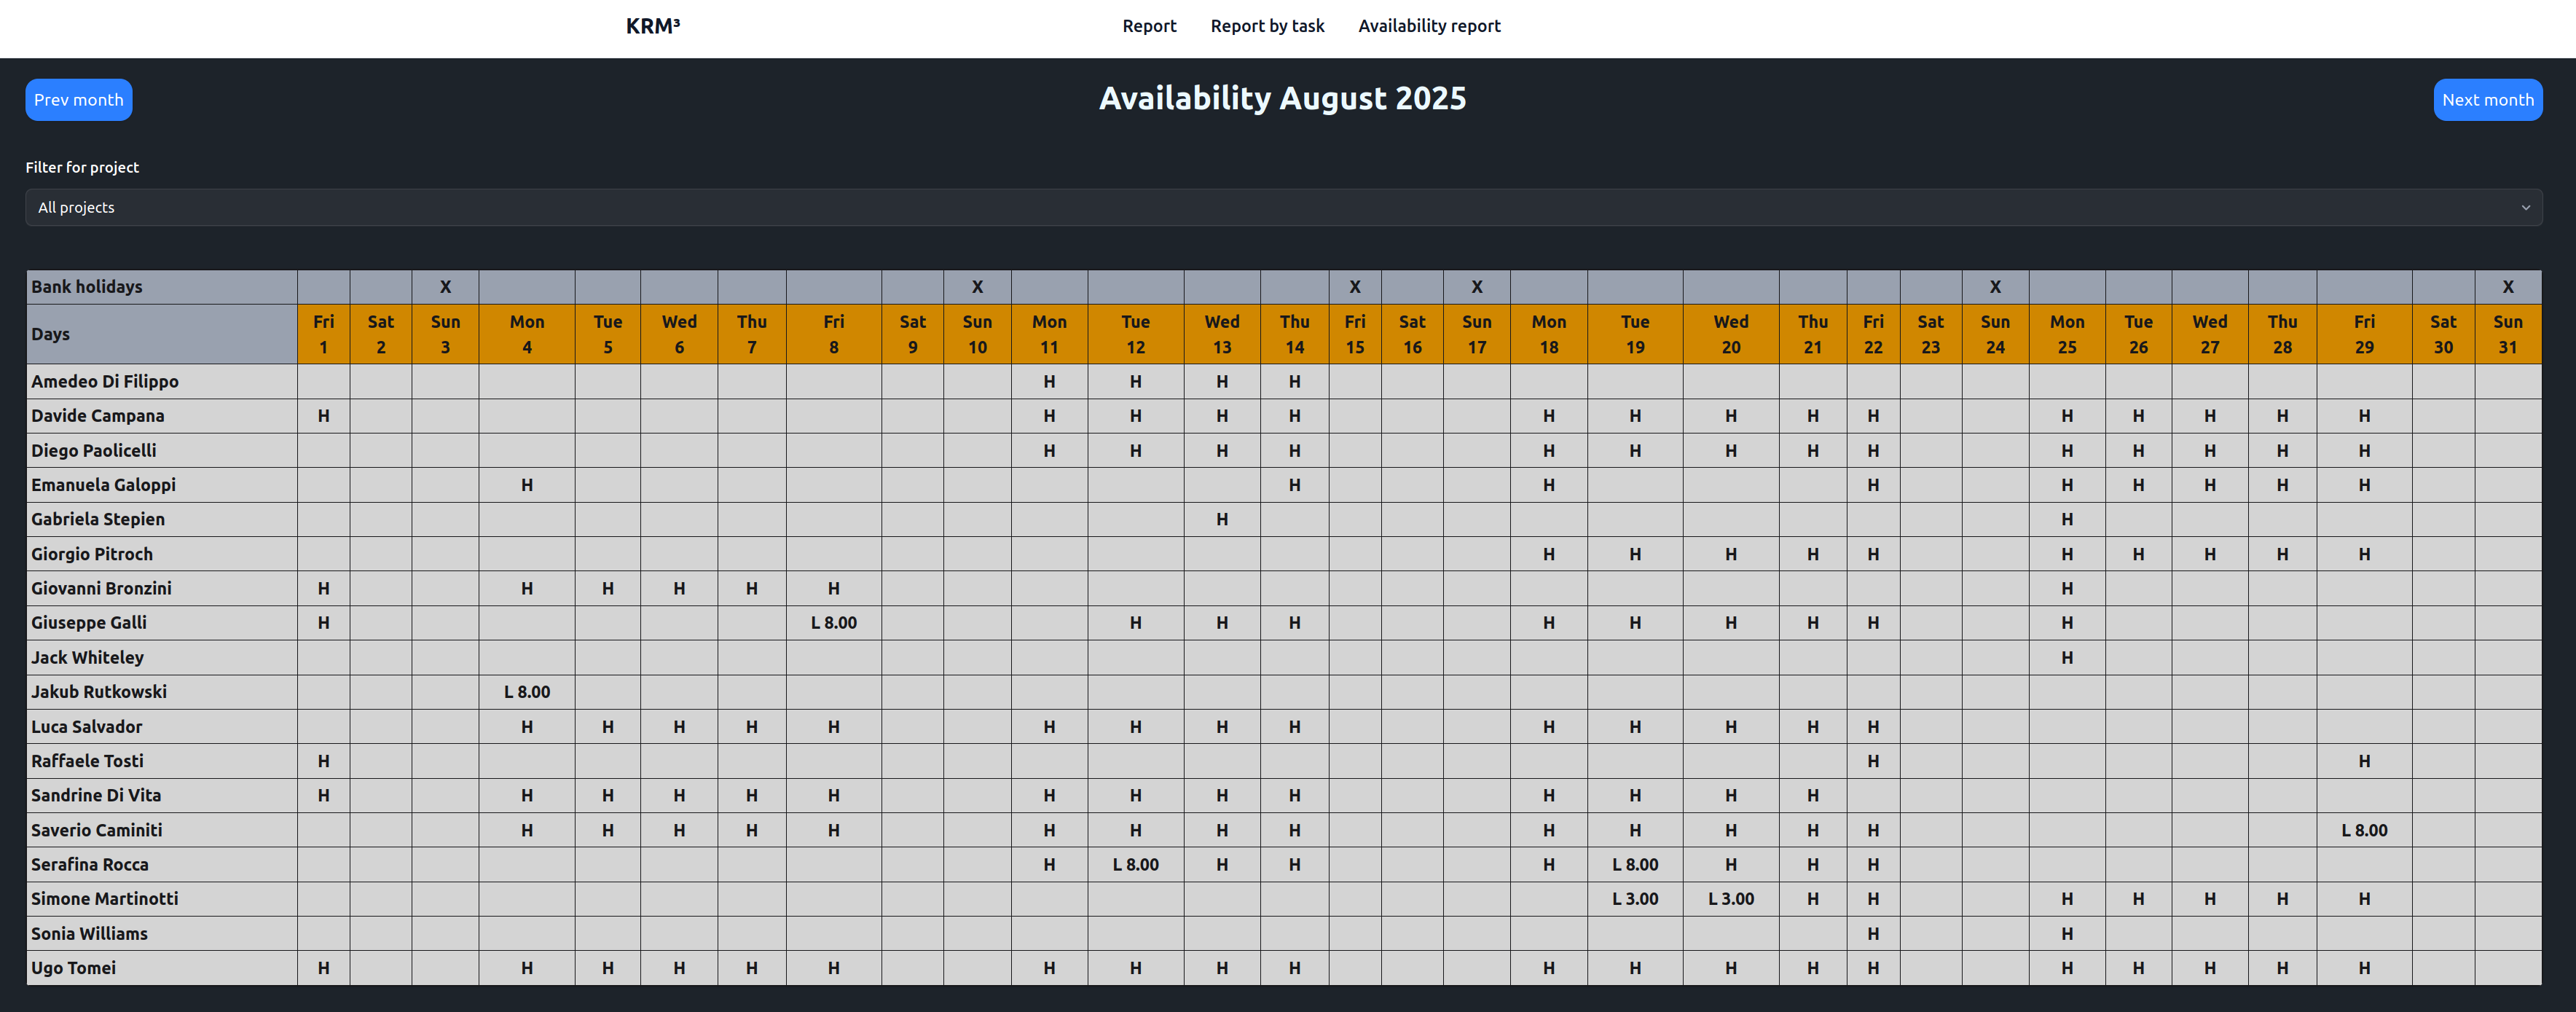 KRM³ Report Report by task Availability report
Prev month Availability August 2025 Next month
Filter for project
All projects
Bank holidays X X X X X X
Days Fri 1 Sat 2 Sun 3 Mon 4 Tue 5 Wed 6 Thu 7 Fri 8 Sat 9 Sun 10 Mon 11 Tue 12 Wed 13 Thu 14 Fri 15 Sat 16 Sun 17 Mon 18 Tue 19 Wed 20 Thu 21 Fri 22 Sat 23 Sun 24 Mon 25 Tue 26 Wed 27 Thu 28 Fri 29 Sat 30 Sun 31
Amedeo Di Filippo H H H H
Davide Campana H H H H H H H H H H H H H H H
Diego Paolicelli H H H H H H H H H H H H H H
Emanuela Galoppi H H H H H H H H H
Gabriela Stepien H H
Giorgio Pitroch H H H H H H H H H H
Giovanni Bronzini H H H H H H H
Giuseppe Galli H L 8.00 H H H H H H H H H
Jack Whiteley H
Jakub Rutkowski L 8.00
Luca Salvador H H H H H H H H H H H H H H
Raffaele Tosti H H H
Sandrine Di Vita H H H H H H H H H H H H H H
Saverio Caminiti H H H H H H H H H H H H H H L 8.00
Serafina Rocca H L 8.00 H H H L 8.00 H H H
Simone Martinotti L 3.00 L 3.00 H H H H H H H
Sonia Williams H H
Ugo Tomei H H H H H H H H H H H H H H H H H H H H